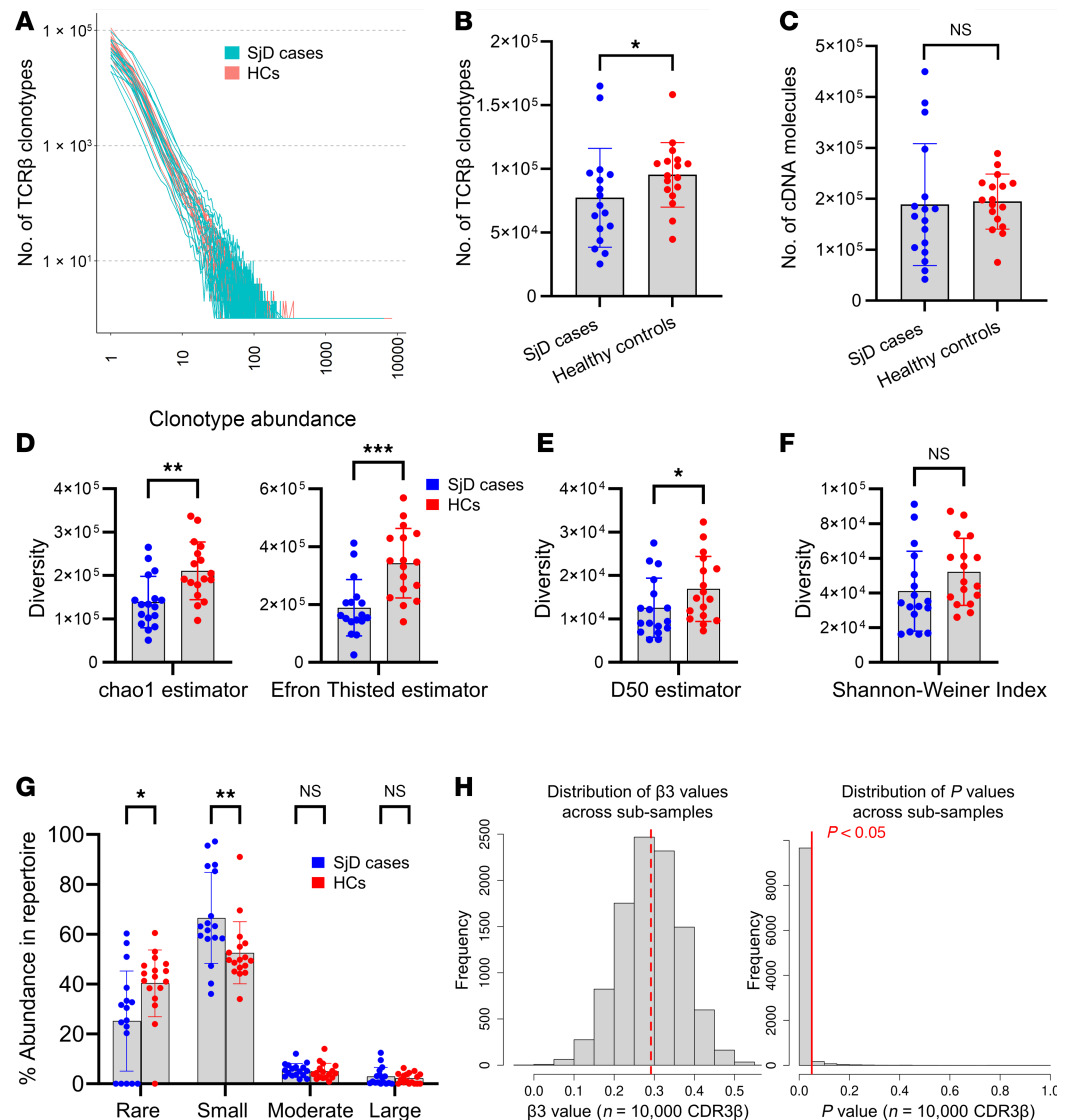 A
No. of TCRβ clonotypes
1 × 10⁵
1 × 10³
1 × 10¹
SjD cases
HCs
1
10
100
1000
10000
Clonotype abundance
B
No. of TCRβ clonotypes
2×10⁵
1.5×10⁵
1×10⁵
5×10⁴
0
*
SjD cases
Healthy controls
C
No. of cDNA molecules
5×10⁵
4×10⁵
3×10⁵
2×10⁵
1×10⁵
0
NS
SjD cases
Healthy controls
D
Diversity
4×10⁵
3×10⁵
2×10⁵
1×10⁵
0
**
chao1 estimator
Diversity
6×10⁵
4×10⁵
2×10⁵
0
***
SjD cases
HCs
Efron Thisted estimator
E
Diversity
4×10⁴
3×10⁴
2×10⁴
1×10⁴
0
*
D50 estimator
F
Diversity
1×10⁵
8×10⁴
6×10⁴
4×10⁴
2×10⁴
0
NS
Shannon-Weiner Index
G
% Abundance in repertoire
100
80
60
40
20
0
*
**
NS
NS
SjD cases
HCs
Rare
Small
Moderate
Large
H
Distribution of β3 values
across sub-samples
Frequency
2500
2000
1500
1000
500
0
0.0
0.1
0.2
0.3
0.4
0.5
β3 value (n = 10,000 CDR3β)
Distribution of P values
across sub-samples
P < 0.05
Frequency
8000
6000
4000
2000
0
0.0
0.2
0.4
0.6
0.8
1.0
P value (n = 10,000 CDR3β)